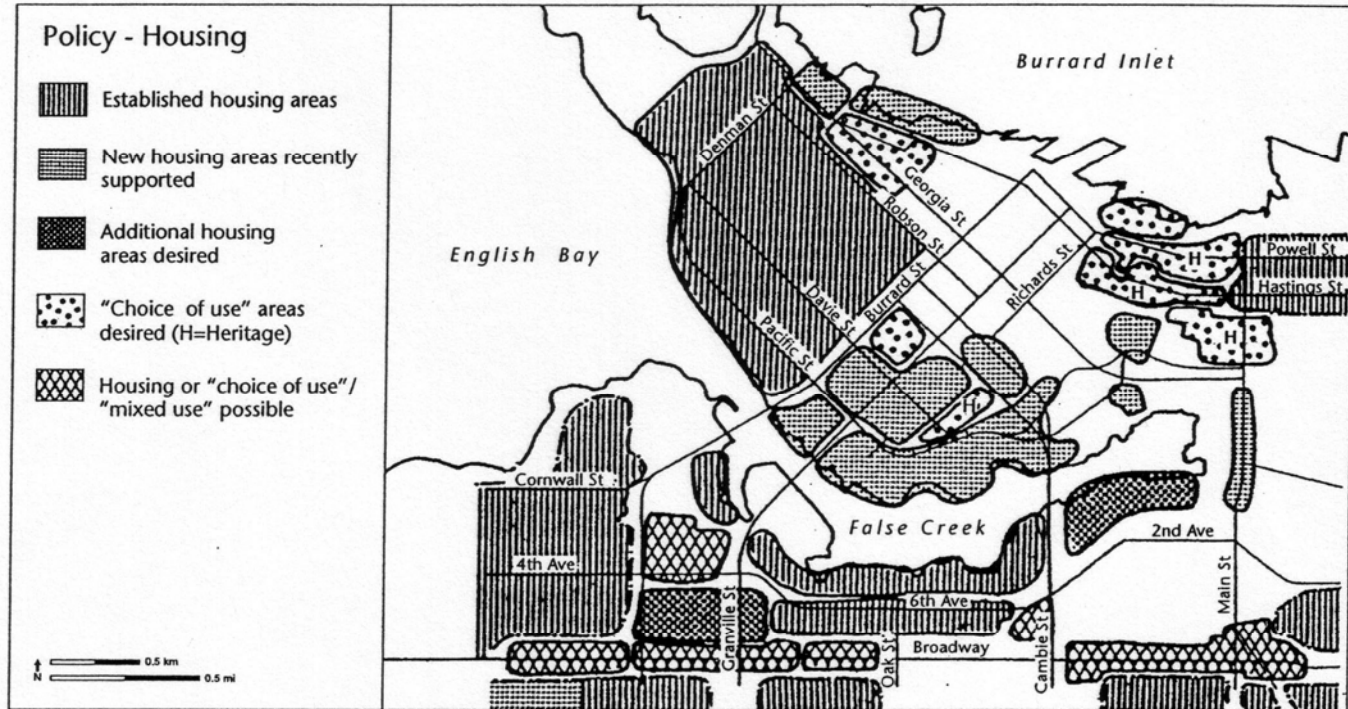 Policy - Housing
Established housing areas
New housing areas recently
supported
Additional housing
areas desired
"Choice of use" areas
desired (H=Heritage)
Housing or "choice of use"/
"mixed use" possible
N
0.5 km
0.5 mi
Burrard Inlet
English Bay
False Creek
Denman St
Georgia St
Robson St
Burrard St
Richards St
Davie St
Pacific St
Powell St
Hastings St
H
H
H
H
Cornwall St
4th Ave
2nd Ave
6th Ave
Broadway
Granville St
Oak St
Cambie St
Main St